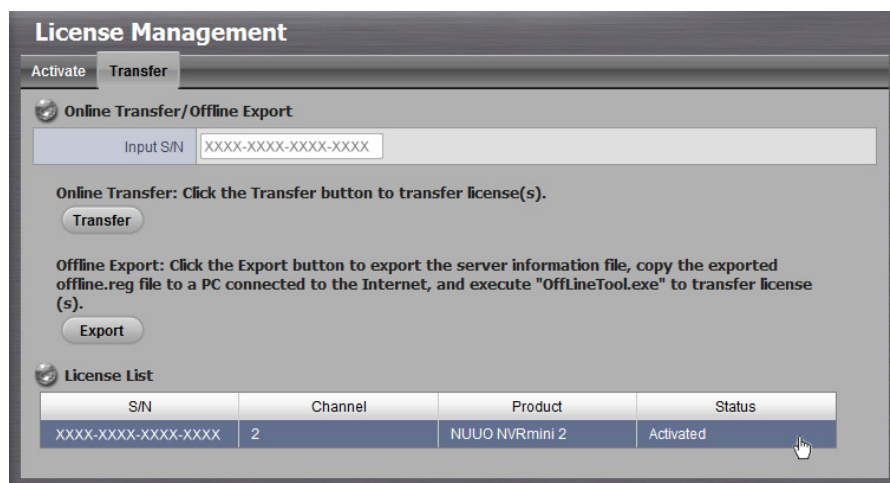 License Management
Activate Transfer
Online Transfer/Offline Export
Input S/N XXXX-XXXX-XXXX-XXXX
Online Transfer: Click the Transfer button to transfer license(s).
Transfer
Offline Export: Click the Export button to export the server information file, copy the exported
offline.reg file to a PC connected to the Internet, and execute "OffLineTool.exe" to transfer license
(s).
Export
License List
S/N Channel Product Status
XXXX-XXXX-XXXX-XXXX 2 NUUO NVRmini 2 Activated